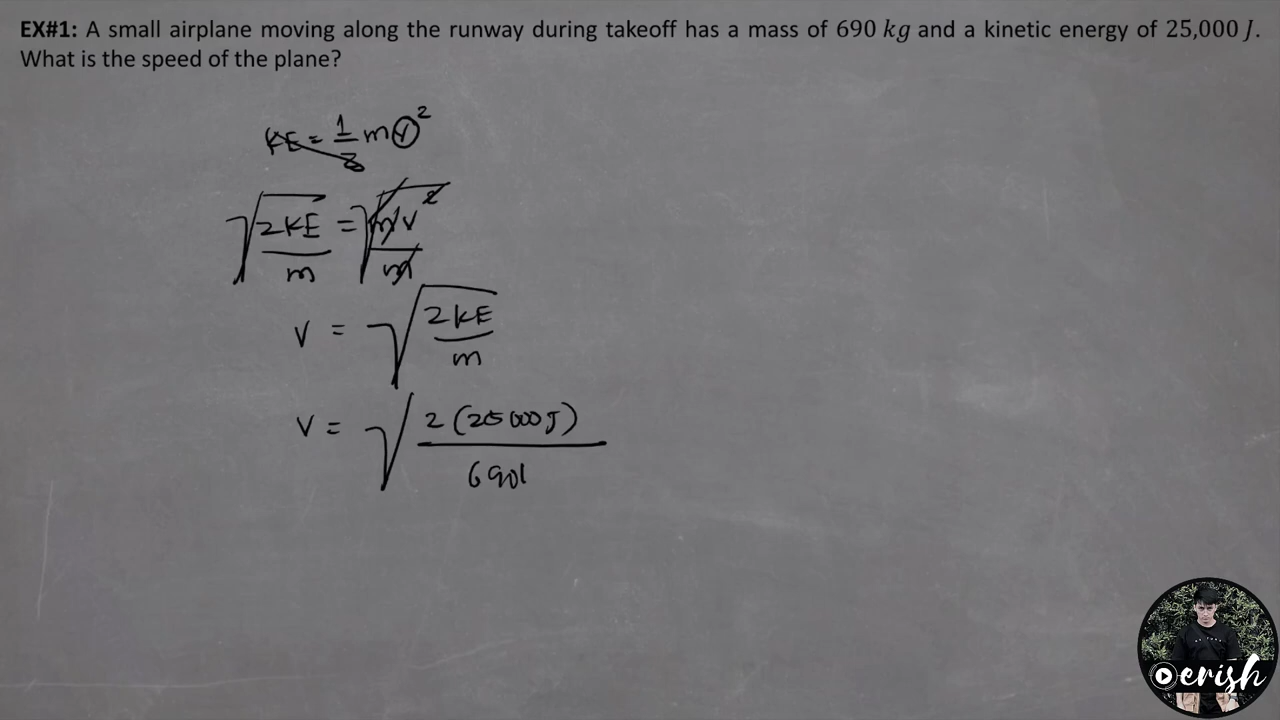 EX#1: A small airplane moving along the runway during takeoff has a mass of 690 kg and a kinetic energy of 25,000 J.
What is the speed of the plane?
KE = 1/2 mv²
√(2KE/m) = √(mv²/m)
v = √(2KE/m)
v = √(2(25000J)/690
erish